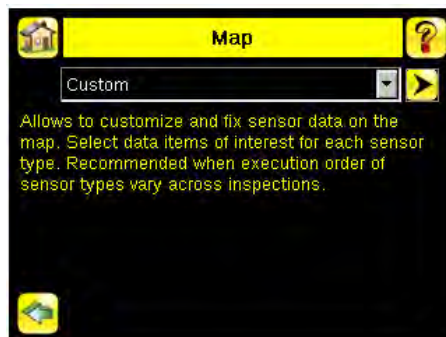 Map
?
Custom
Allows to customize and fix sensor data on the
map. Select data items of interest for each sensor
type. Recommended when execution order of
sensor types vary across inspections.